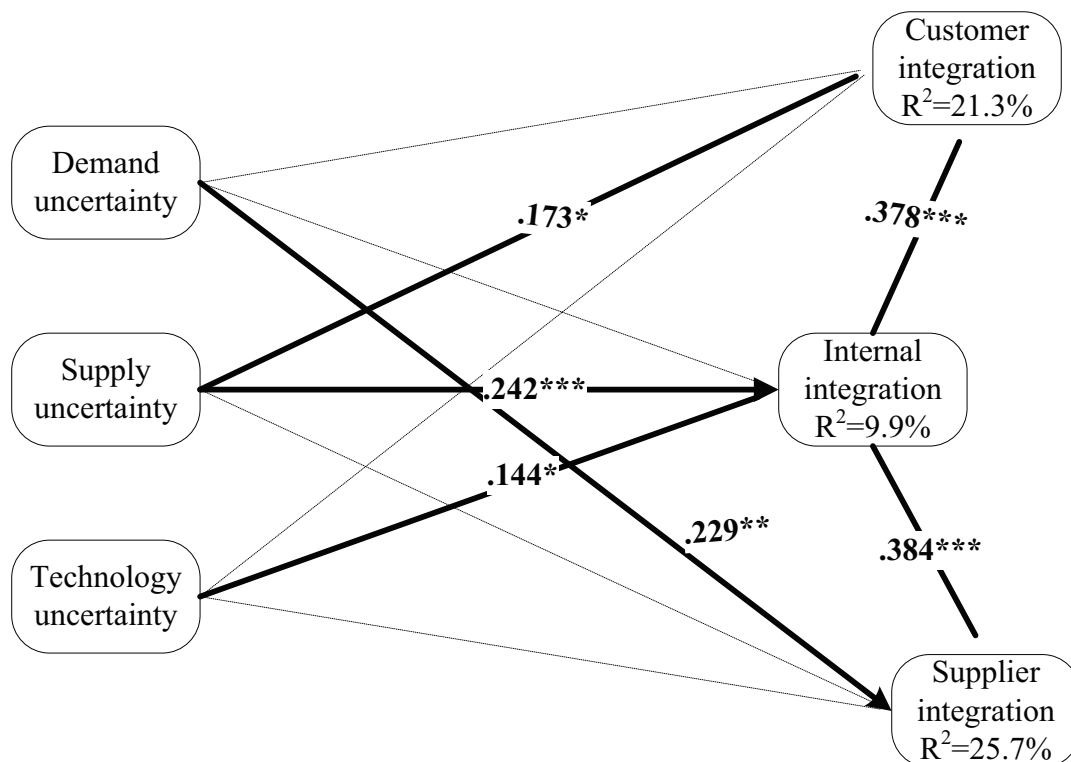 Customer
integration
R²=21.3%
Demand
uncertainty
.173*
.378***
Supply
uncertainty
.242***
Internal
integration
R²=9.9%
.144*
.229**
.384***
Technology
uncertainty
Supplier
integration
R²=25.7%